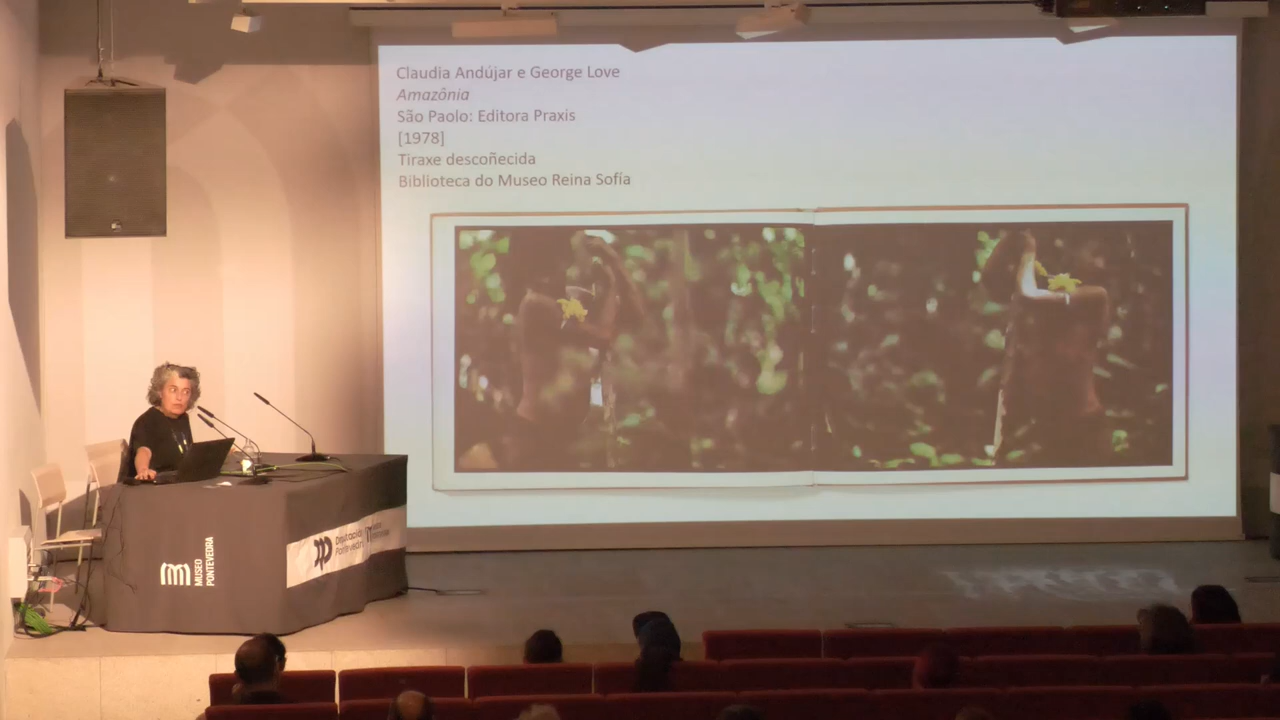 Claudia Andújar e George Love
Amazônia
São Paolo: Editora Praxis
[1978]
Tiraxe descoñecida
Biblioteca do Museo Reina Sofía
MUSEO
PONTEVEDRA
Deputación
Pontevedra